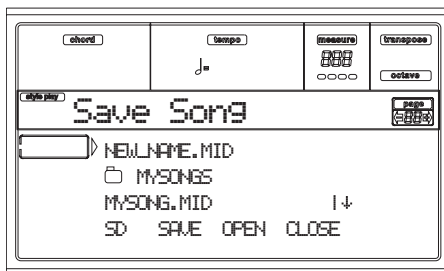 chord tempo measure transpose
♩= 888 octave
style play Save Song page
NEW_NAME.MID
MYSONGS
MYSONG.MID
SD SAVE OPEN CLOSE